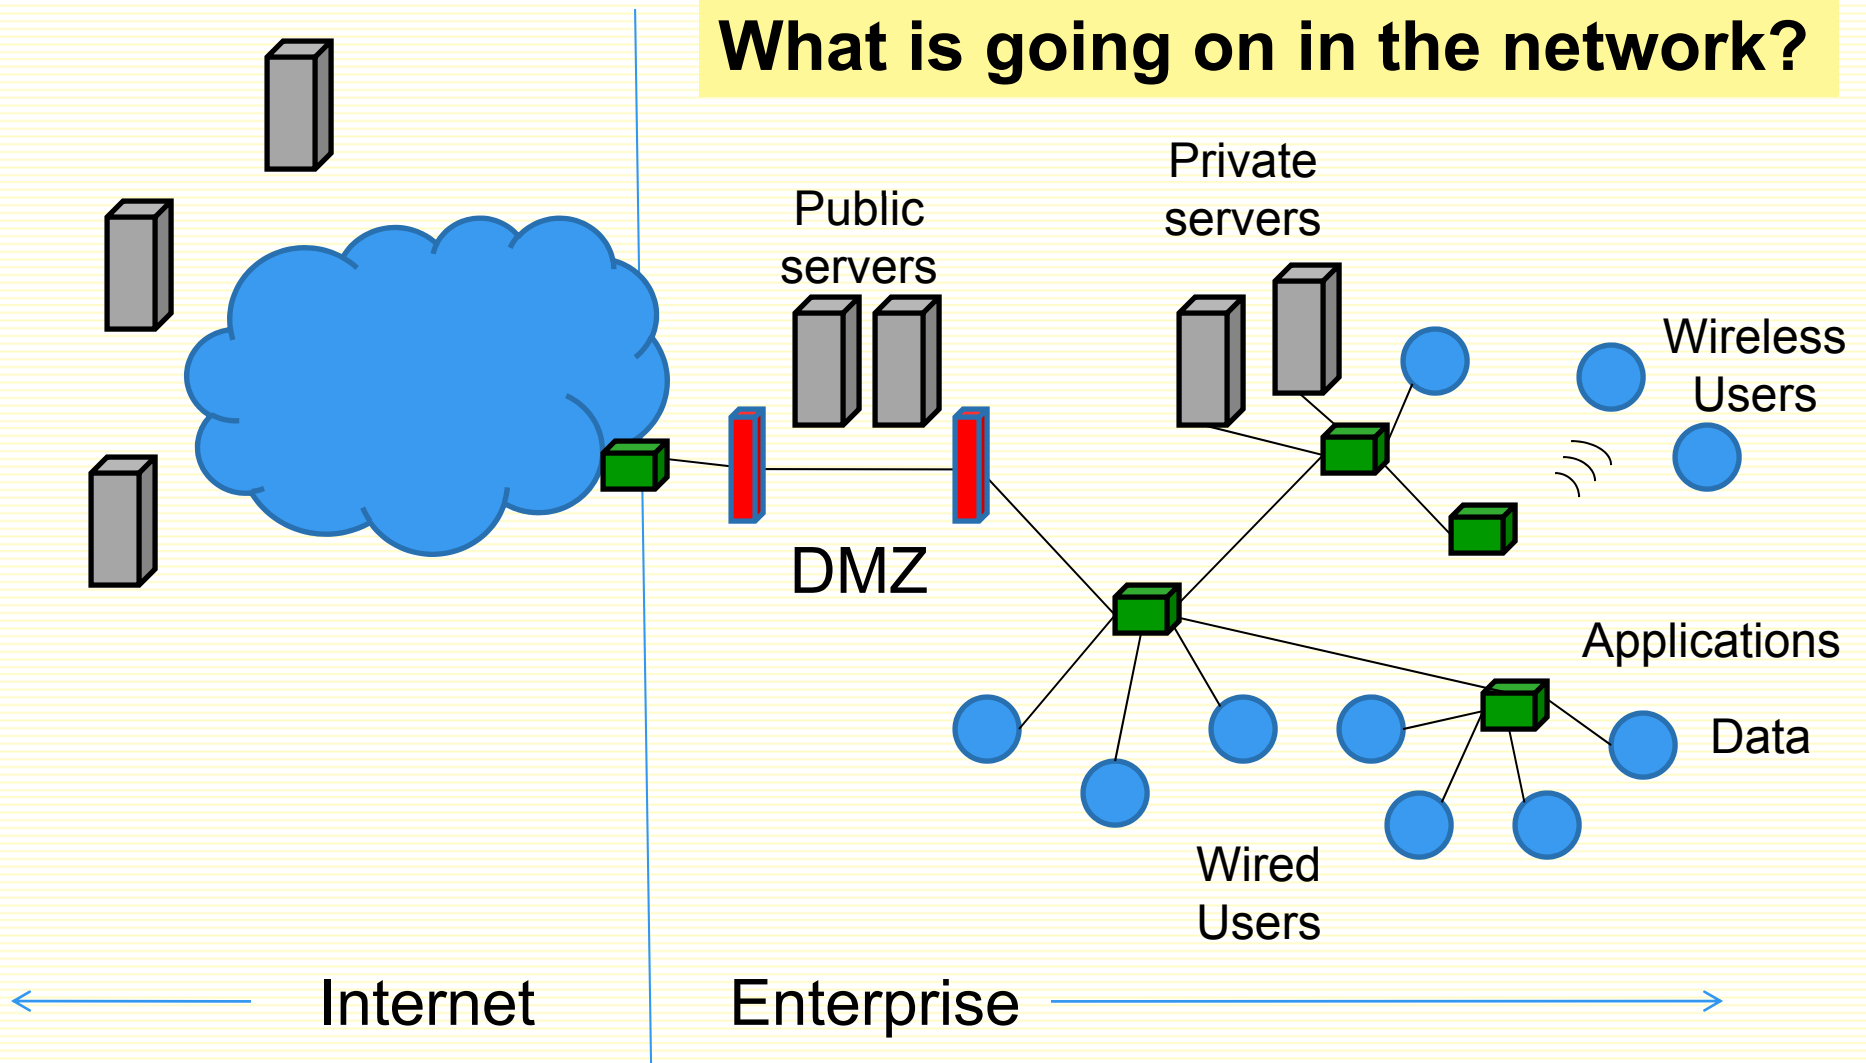 What is going on in the network?
Private
servers
Public
servers
Wireless
Users
DMZ
Applications
Data
Wired
Users
Internet
Enterprise